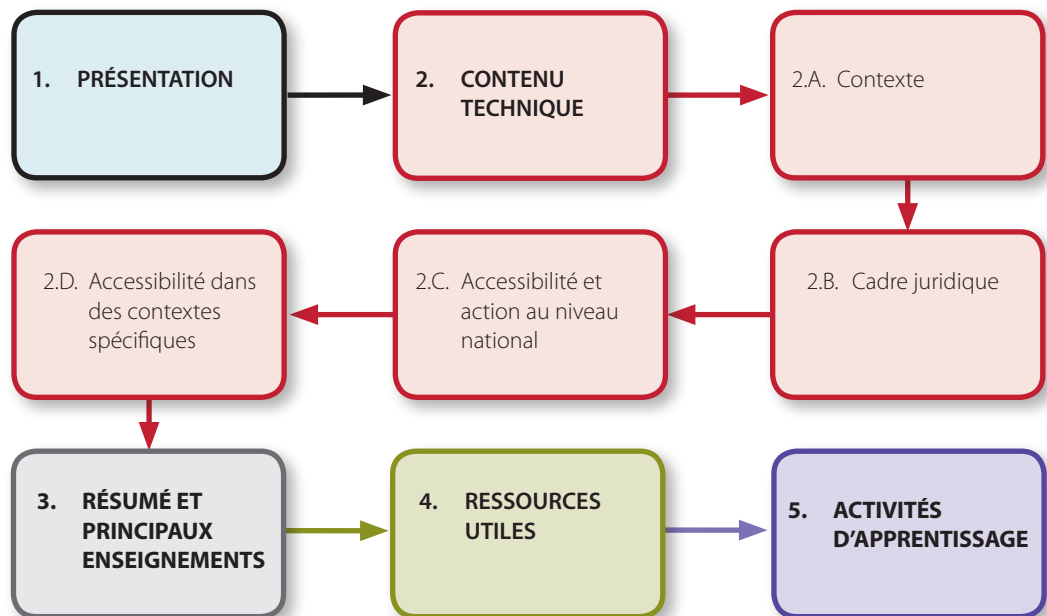 1. PRÉSENTATION
2. CONTENU
TECHNIQUE
2.A. Contexte
2.B. Cadre juridique
2.C. Accessibilité et
action au niveau
national
2.D. Accessibilité dans
des contextes
spécifiques
3. RÉSUMÉ ET
PRINCIPAUX
ENSEIGNEMENTS
4. RESSOURCES
UTILES
5. ACTIVITÉS
D’APPRENTISSAGE